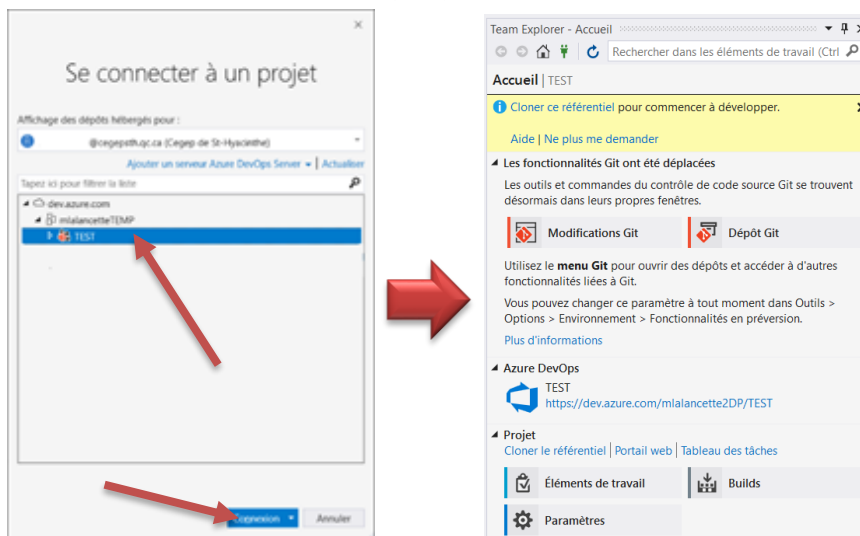 Se connecter à un projet
Affichage des dépôts hébergés pour :
@cegepsth.qc.ca (Cegep de St-Hyacinthe)
Ajouter un serveur Azure DevOps Server | Actualiser
Tapez ici pour filtrer la liste
dev.azure.com
mlalancetteTEMP
TEST
Connexion
Annuler
Team Explorer - Accueil
Rechercher dans les éléments de travail (Ctrl
Accueil | TEST
Cloner ce référentiel pour commencer à développer.
Aide | Ne plus me demander
Les fonctionnalités Git ont été déplacées
Les outils et commandes du contrôle de code source Git se trouvent
désormais dans leurs propres fenêtres.
Modifications Git
Dépôt Git
Utilisez le menu Git pour ouvrir des dépôts et accéder à d'autres
fonctionnalités liées à Git.
Vous pouvez changer ce paramètre à tout moment dans Outils >
Options > Environnement > Fonctionnalités en préversion.
Plus d'informations
Azure DevOps
TEST
https://dev.azure.com/mlalancette2DP/TEST
Projet
Cloner le référentiel | Portail web | Tableau des tâches
Éléments de travail
Builds
Paramètres